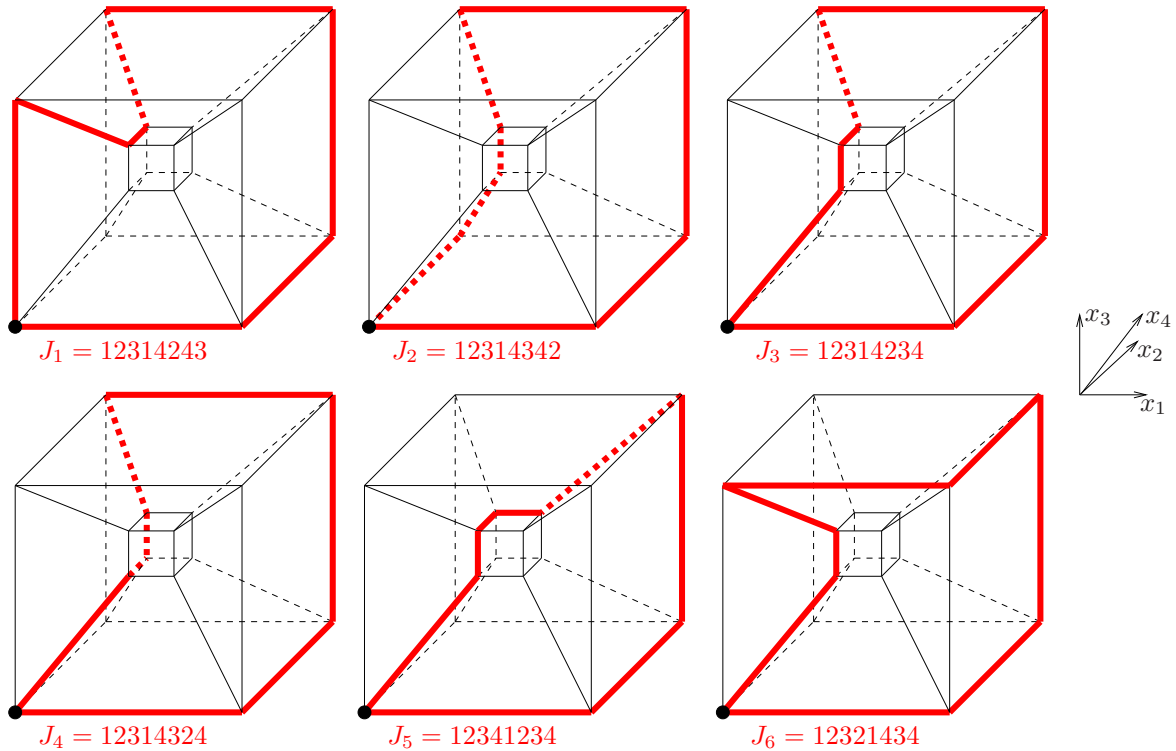 J₁ = 12314243
J₂ = 12314342
J₃ = 12314234
x₃
x₄
x₂
x₁
J₄ = 12314324
J₅ = 12341234
J₆ = 12321434